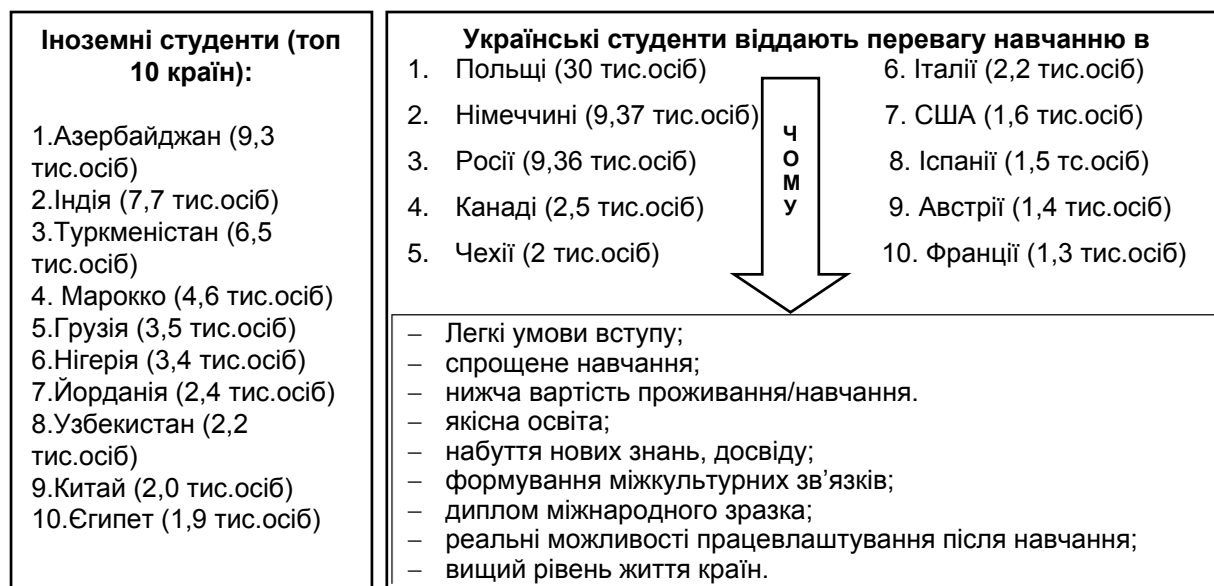 Іноземні студенти (топ
10 країн):
1.Азербайджан (9,3
тис.осіб)
2.Індія (7,7 тис.осіб)
3.Туркменістан (6,5
тис.осіб)
4. Марокко (4,6 тис.осіб)
5.Грузія (3,5 тис.осіб)
6.Нігерія (3,4 тис.осіб)
7.Йорданія (2,4 тис.осіб)
8.Узбекистан (2,2
тис.осіб)
9.Китай (2,0 тис.осіб)
10.Єгипет (1,9 тис.осіб)
Українські студенти віддають перевагу навчанню в
1. Польщі (30 тис.осіб)
2. Німеччині (9,37 тис.осіб)
3. Росії (9,36 тис.осіб)
4. Канаді (2,5 тис.осіб)
5. Чехії (2 тис.осіб)
Ч
О
М
У
6. Італії (2,2 тис.осіб)
7. США (1,6 тис.осіб)
8. Іспанії (1,5 тс.осіб)
9. Австрії (1,4 тис.осіб)
10. Франції (1,3 тис.осіб)
– Легкі умови вступу;
– спрощене навчання;
– нижча вартість проживання/навчання.
– якісна освіта;
– набуття нових знань, досвіду;
– формування міжкультурних зв’язків;
– диплом міжнародного зразка;
– реальні можливості працевлаштування після навчання;
– вищий рівень життя країн.